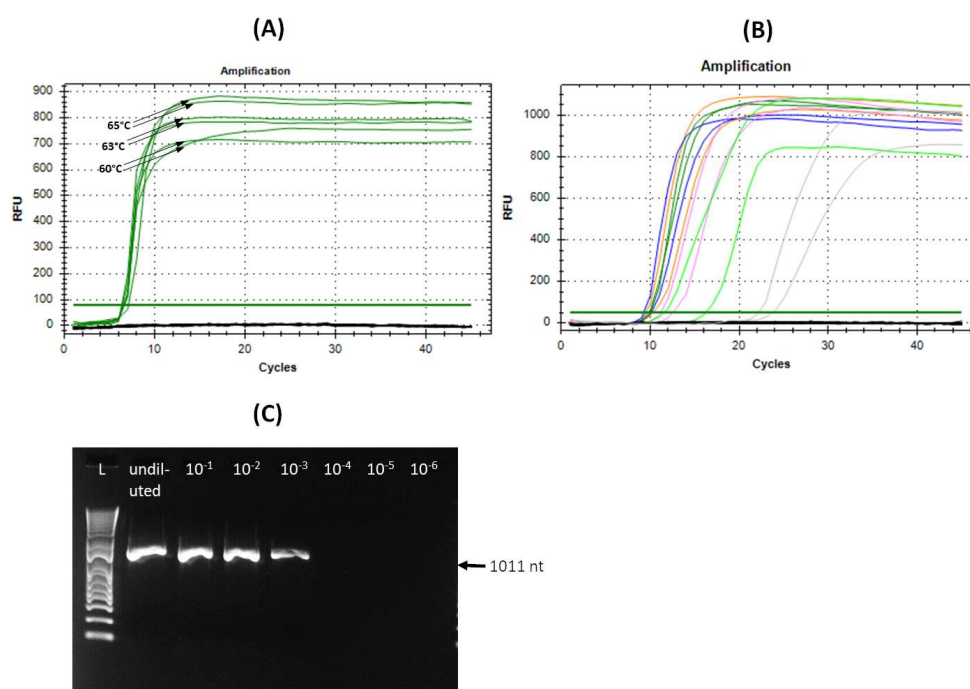 (A)
Amplification
900
800
700
600
500
400
300
200
100
0
RFU
65°C
63°C
60°C
0
10
20
30
40
Cycles
(B)
Amplification
1000
800
600
400
200
0
RFU
0
10
20
30
40
Cycles
(C)
L undil- 10⁻¹ 10⁻² 10⁻³ 10⁻⁴ 10⁻⁵ 10⁻⁶
uted
1011 nt